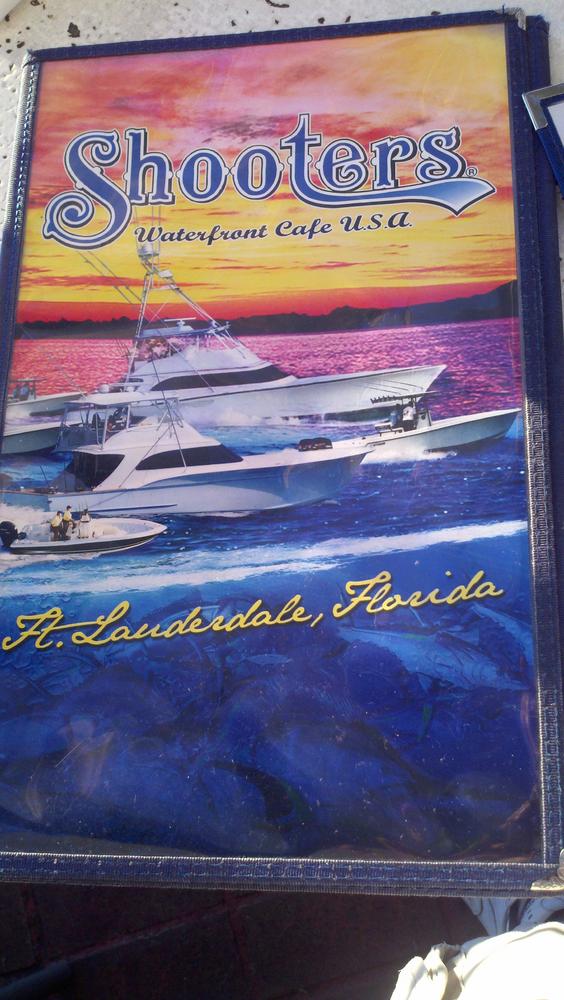 Shooters®
Waterfront Cafe U.S.A.
Ft. Lauderdale, Florida